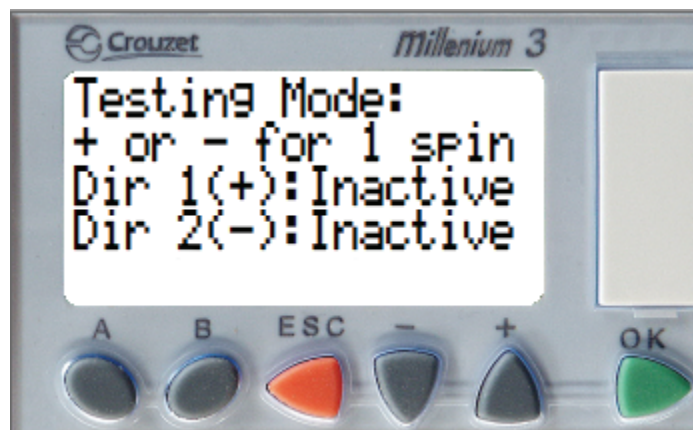 Crouzet Millenium 3
Testing Mode:
+ or - for 1 spin
Dir 1(+):Inactive
Dir 2(-):Inactive
A B ESC - + OK